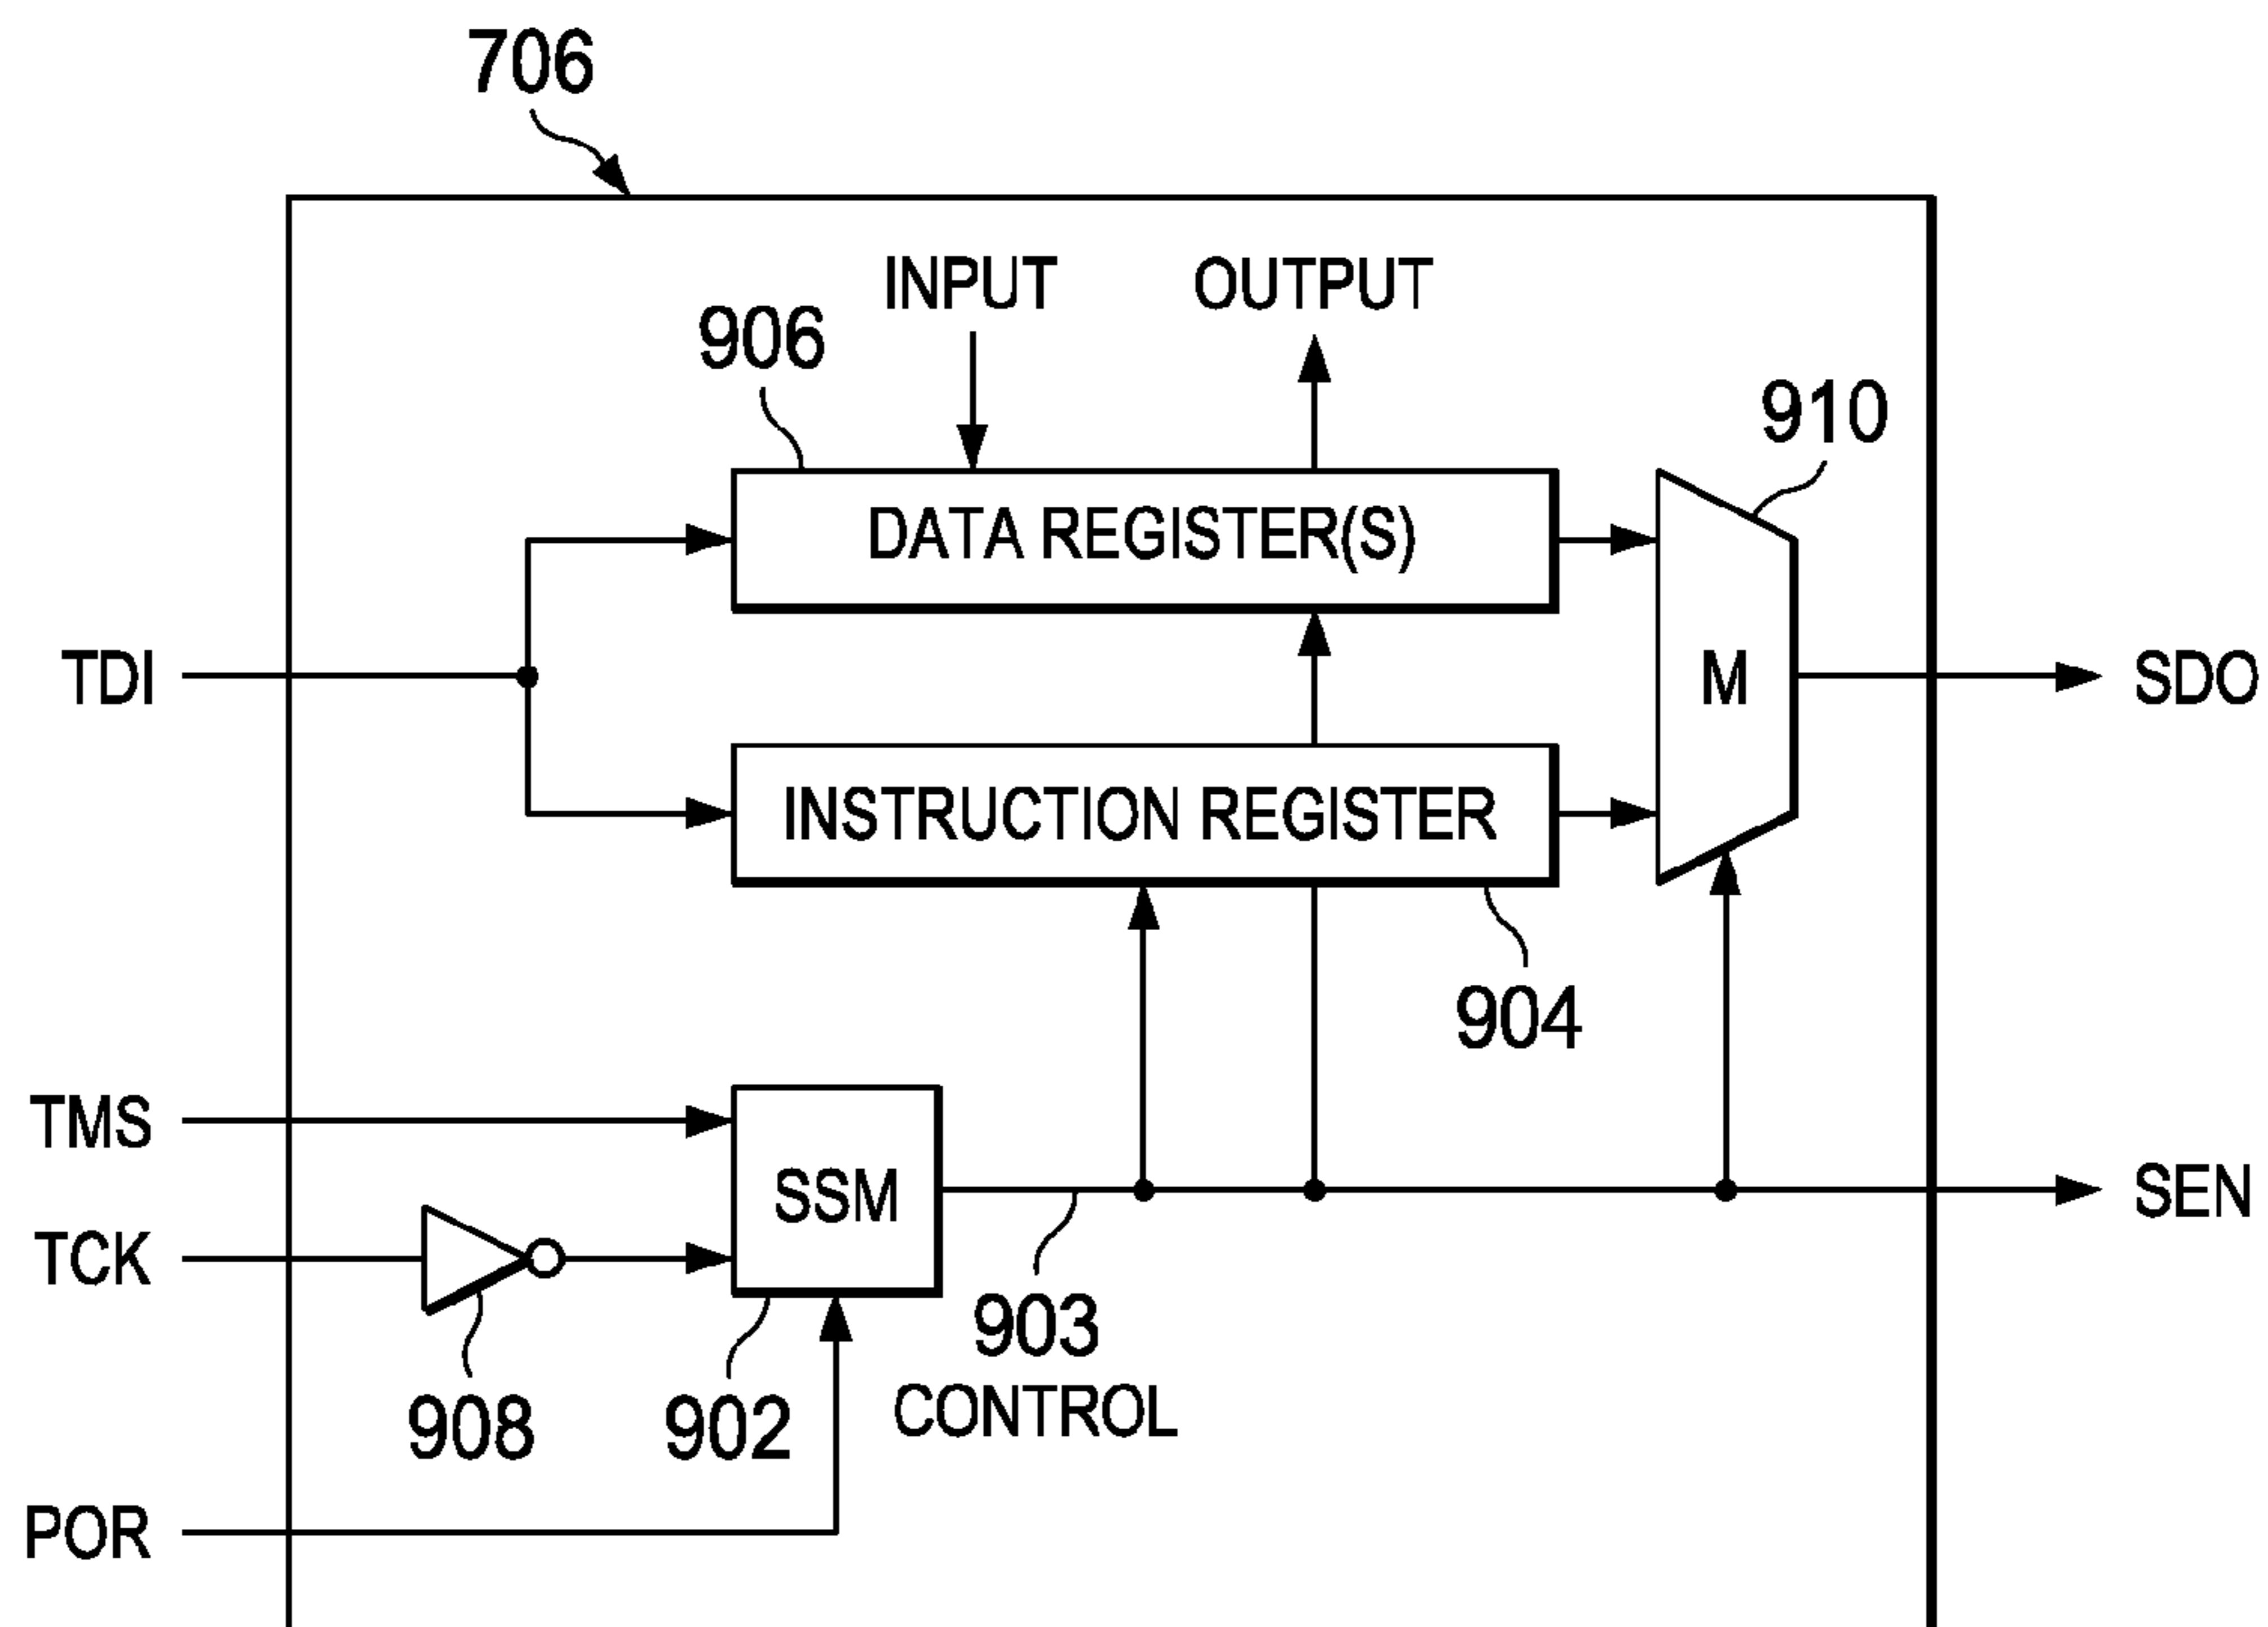 706
INPUT
OUTPUT
906
910
DATA REGISTER(S)
TDI
M
SDO
INSTRUCTION REGISTER
904
TMS
SSM
SEN
TCK
903
CONTROL
908
902
POR